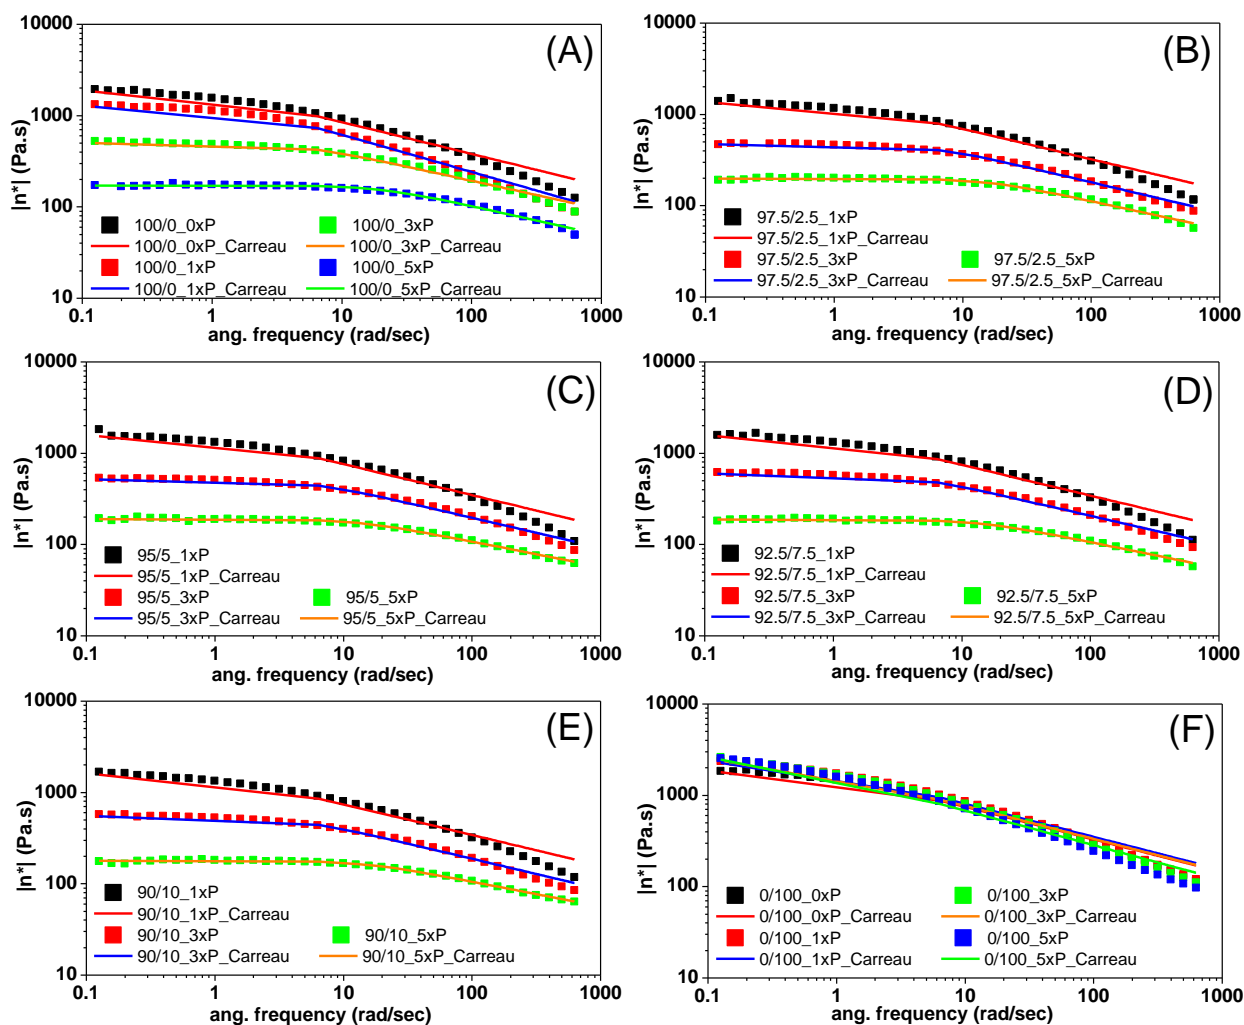 (A)
10000
1000
100
10
|n*| (Pa.s)
100/0_0xP
100/0_0xP_Carreau
100/0_1xP
100/0_1xP_Carreau
100/0_3xP
100/0_3xP_Carreau
100/0_5xP
100/0_5xP_Carreau
0.1 1 10 100 1000
ang. frequency (rad/sec)
(B)
10000
1000
100
10
|n*| (Pa.s)
97.5/2.5_1xP
97.5/2.5_1xP_Carreau
97.5/2.5_3xP
97.5/2.5_3xP_Carreau
97.5/2.5_5xP
97.5/2.5_5xP_Carreau
0.1 1 10 100 1000
ang. frequency (rad/sec)
(C)
10000
1000
100
10
|n*| (Pa.s)
95/5_1xP
95/5_1xP_Carreau
95/5_3xP
95/5_3xP_Carreau
95/5_5xP
95/5_5xP_Carreau
0.1 1 10 100 1000
ang. frequency (rad/sec)
(D)
10000
1000
100
10
|n*| (Pa.s)
92.5/7.5_1xP
92.5/7.5_1xP_Carreau
92.5/7.5_3xP
92.5/7.5_3xP_Carreau
92.5/7.5_5xP
92.5/7.5_5xP_Carreau
0.1 1 10 100 1000
ang. frequency (rad/sec)
(E)
10000
1000
100
10
|n*| (Pa.s)
90/10_1xP
90/10_1xP_Carreau
90/10_3xP
90/10_3xP_Carreau
90/10_5xP
90/10_5xP_Carreau
0.1 1 10 100 1000
ang. frequency (rad/sec)
(F)
10000
1000
100
10
|n*| (Pa.s)
0/100_0xP
0/100_0xP_Carreau
0/100_1xP
0/100_1xP_Carreau
0/100_3xP
0/100_3xP_Carreau
0/100_5xP
0/100_5xP_Carreau
0.1 1 10 100 1000
ang. frequency (rad/sec)